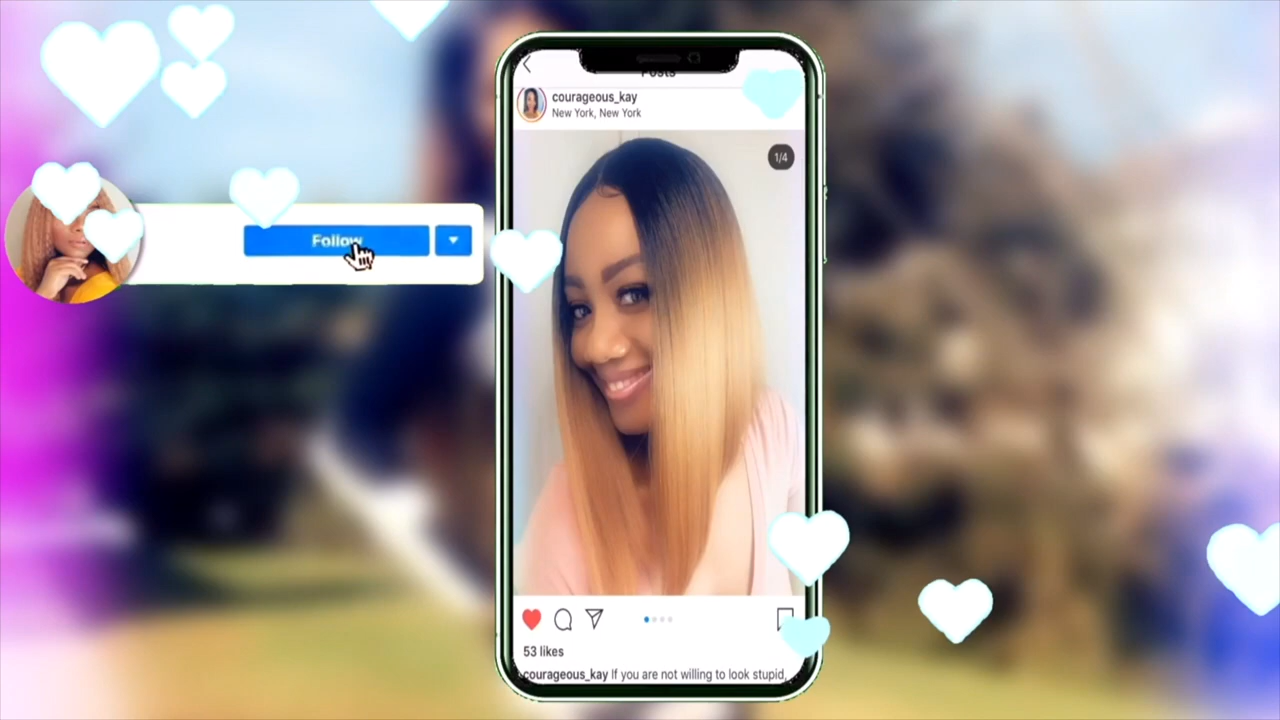 Posts
courageous_kay
New York, New York
1/4
Follow
53 likes
courageous_kay If you are not willing to look stupid,